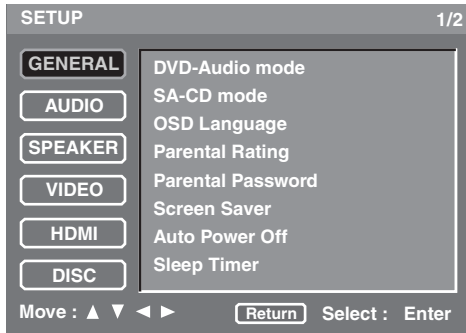 SETUP 1/2
GENERAL
AUDIO
SPEAKER
VIDEO
HDMI
DISC
DVD-Audio mode
SA-CD mode
OSD Language
Parental Rating
Parental Password
Screen Saver
Auto Power Off
Sleep Timer
Move : ▲ ▼ ◄ ► Return Select : Enter